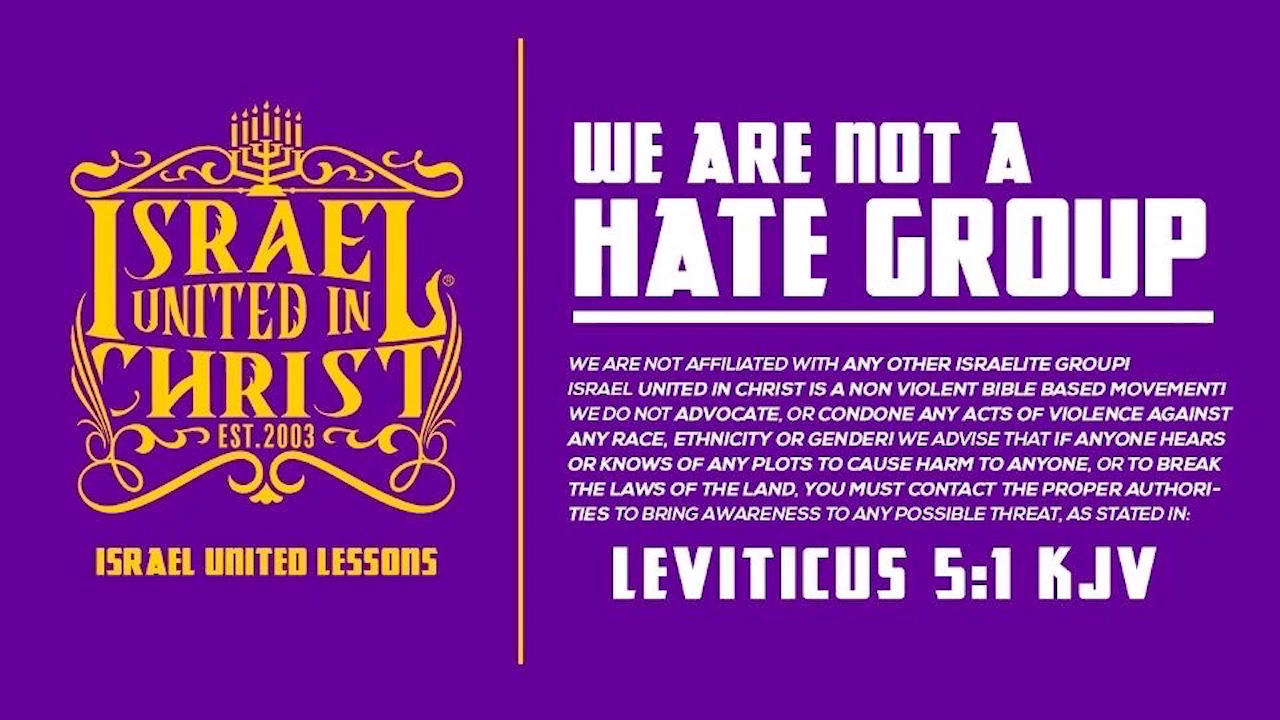 ISRAEL
UNITED IN
CHRIST
®
EST.2003
ISRAEL UNITED LESSONS
WE ARE NOT A
HATE GROUP
WE ARE NOT AFFILIATED WITH ANY OTHER ISRAELITE GROUP!
ISRAEL UNITED IN CHRIST IS A NON VIOLENT BIBLE BASED MOVEMENT!
WE DO NOT ADVOCATE, OR CONDONE ANY ACTS OF VIOLENCE AGAINST
ANY RACE, ETHNICITY OR GENDER! WE ADVISE THAT IF ANYONE HEARS
OR KNOWS OF ANY PLOTS TO CAUSE HARM TO ANYONE, OR TO BREAK
THE LAWS OF THE LAND, YOU MUST CONTACT THE PROPER AUTHORI-
TIES TO BRING AWARENESS TO ANY POSSIBLE THREAT, AS STATED IN:
LEVITICUS 5:1 KJV